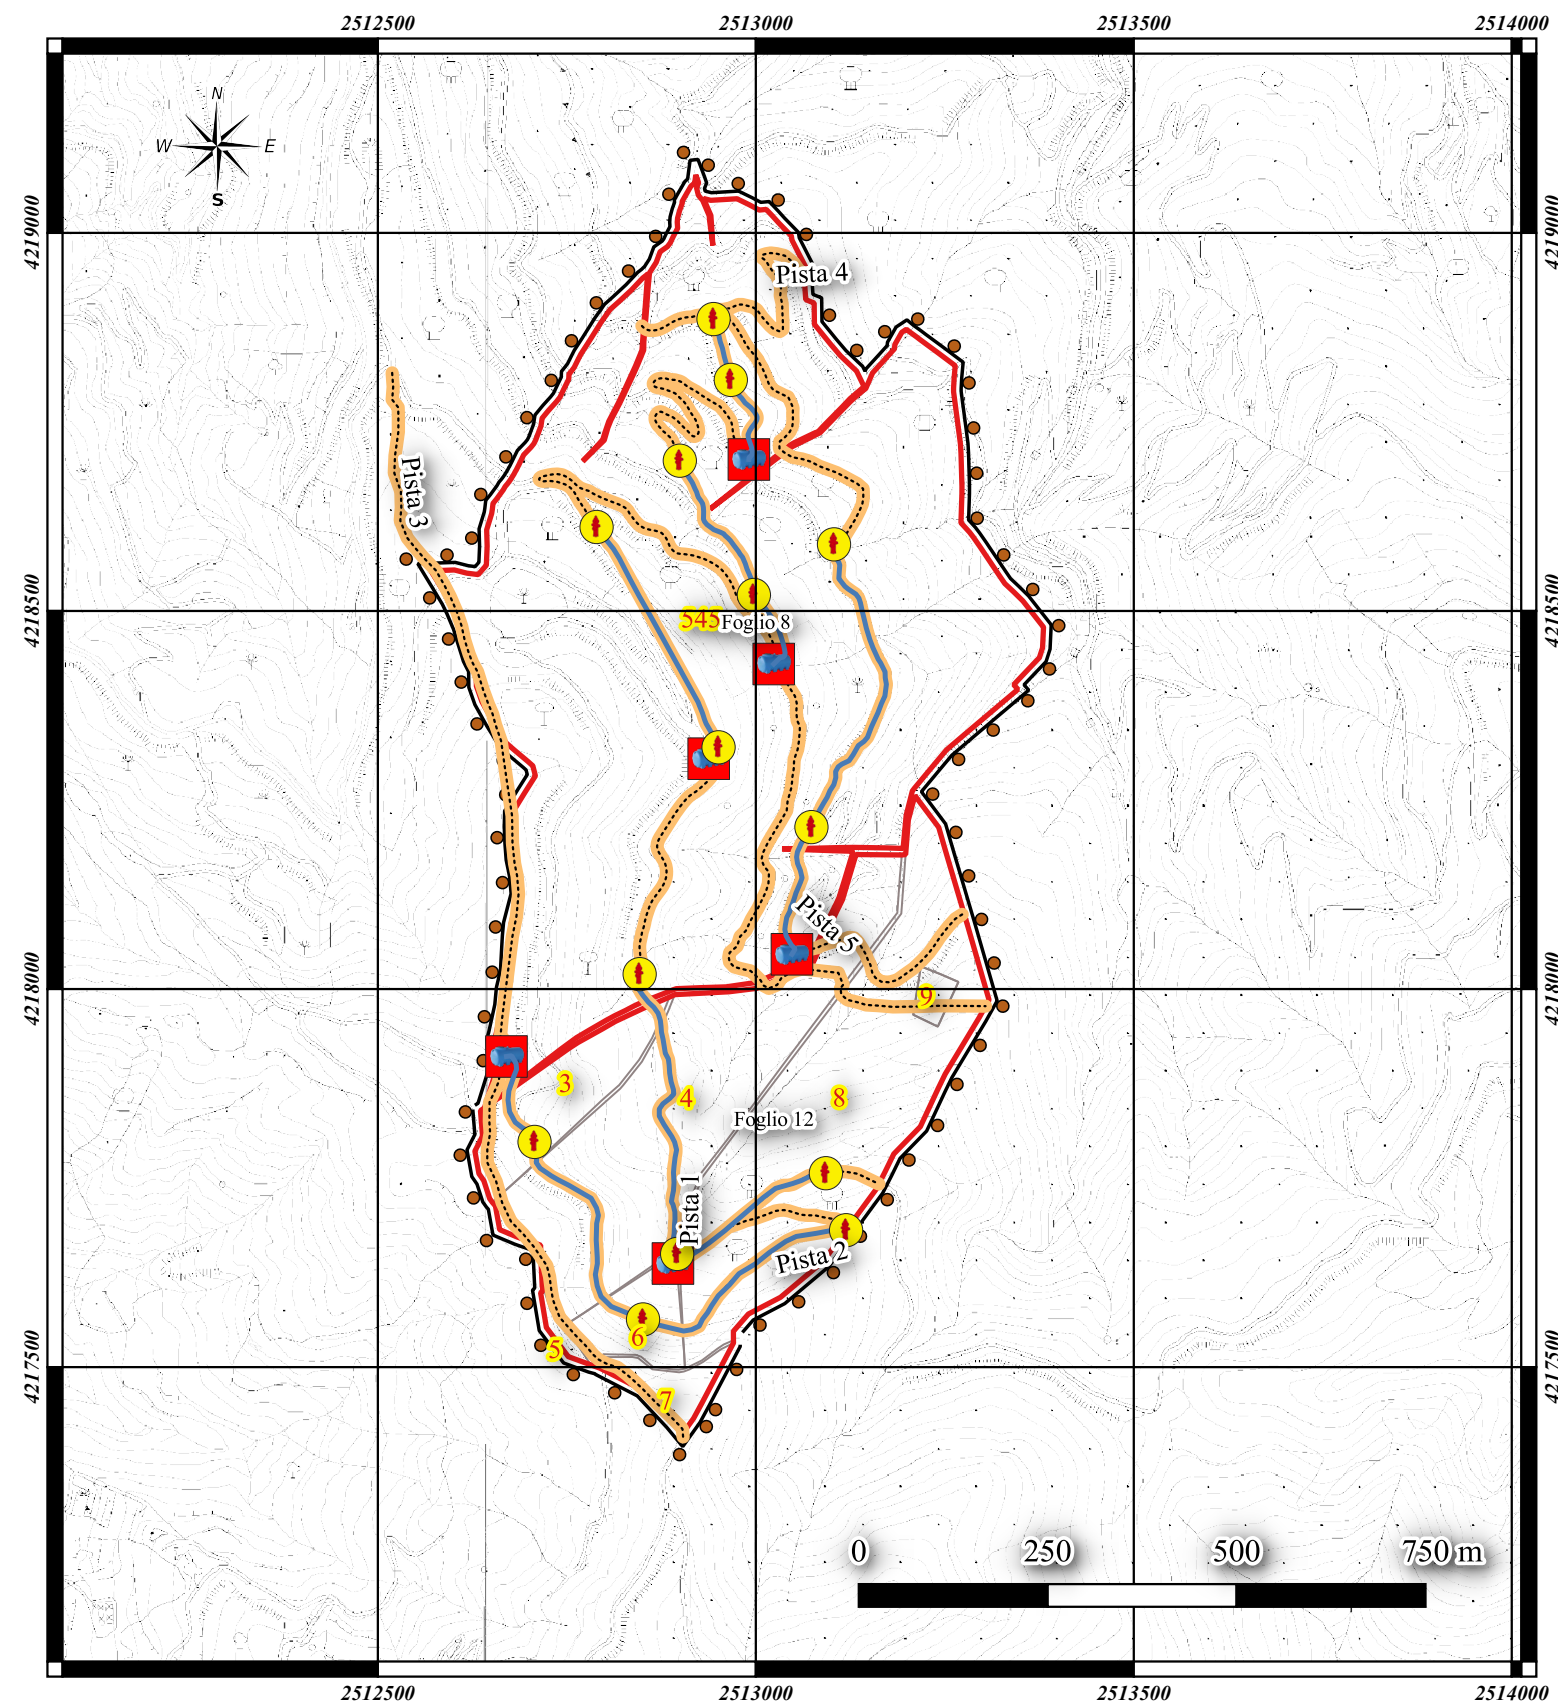 2512500 2513000 2513500 2514000
N
W E
S
4219000 4219000
Pista 4
Pista 3
4218500 4218500
545 Foglio 8
Pista 5
4218000 4218000
9
3
4 8
Foglio 12
Pista 1
Pista 2
6
5
4217500 4217500
7
0 250 500 750 m
2512500 2513000 2513500 2514000